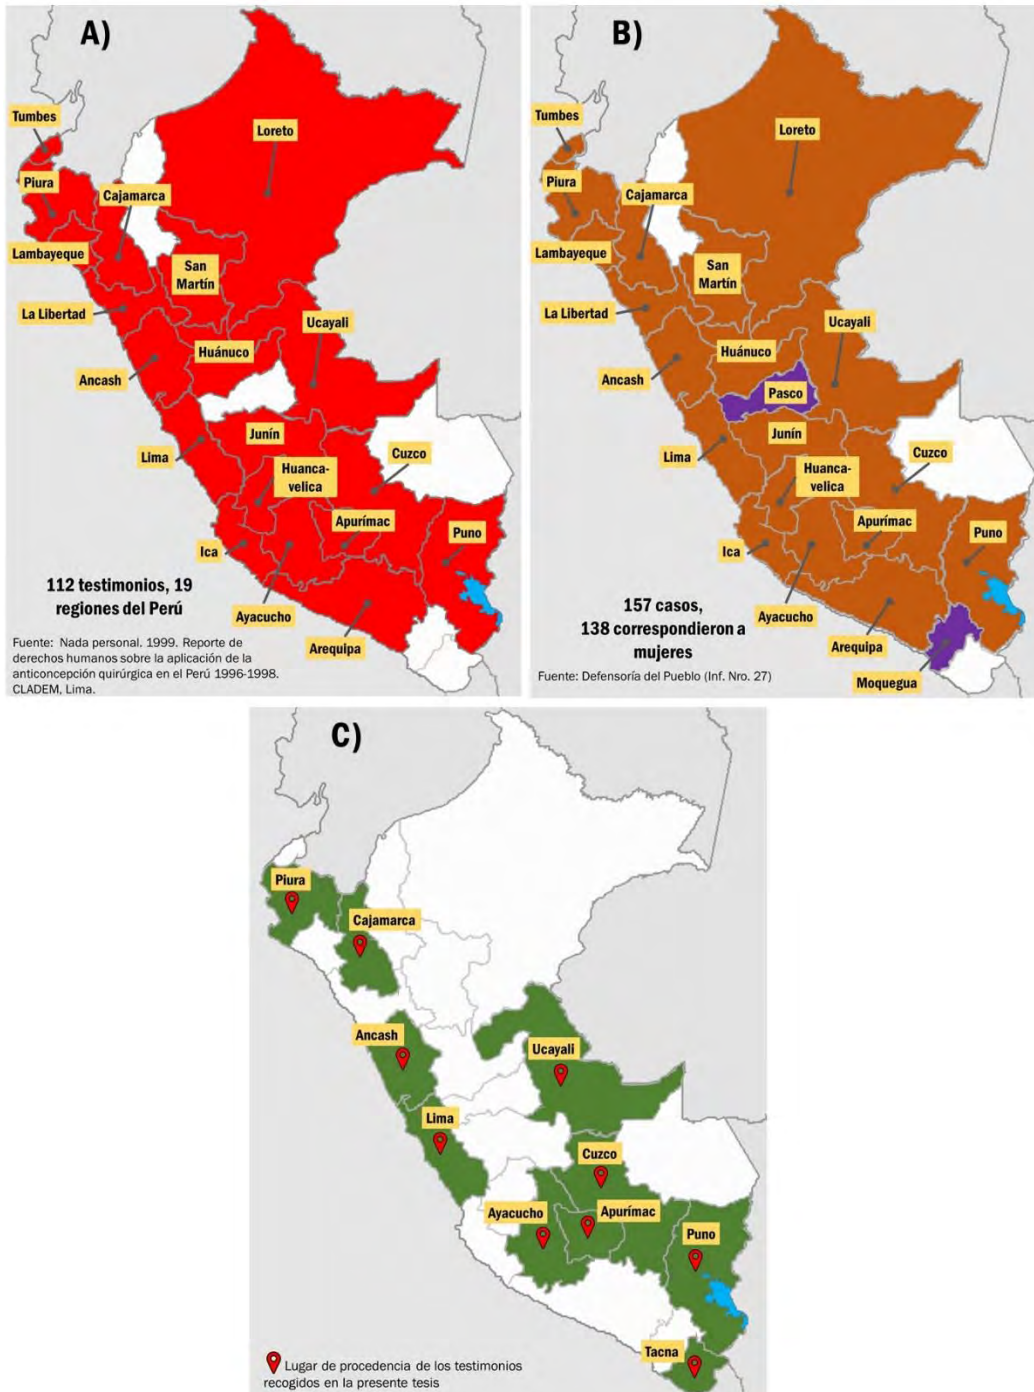 A)
Tumbes
Loreto
Piura
Cajamarca
Lambayeque
San
Martín
La Libertad
Ucayali
Huánuco
Ancash
Junín
Lima
Cuzco
Huanca-
velica
Apurímac
Puno
Ica
Ayacucho
Arequipa
112 testimonios, 19
regiones del Perú
Fuente: Nada personal. 1999. Reporte de
derechos humanos sobre la aplicación de la
anticoncepción quirúrgica en el Perú 1996-1998.
CLADEM, Lima.
B)
Tumbes
Loreto
Piura
Cajamarca
Lambayeque
San
Martín
La Libertad
Ucayali
Huánuco
Ancash
Pasco
Junín
Lima
Cuzco
Huanca-
velica
Apurímac
Puno
Ica
Ayacucho
Arequipa
Moquegua
157 casos,
138 correspondieron a
mujeres
Fuente: Defensoría del Pueblo (Inf. Nro. 27)
C)
Piura
Cajamarca
Ancash
Ucayali
Lima
Cuzco
Ayacucho
Apurímac
Puno
Tacna
Lugar de procedencia de los testimonios
recogidos en la presente tesis